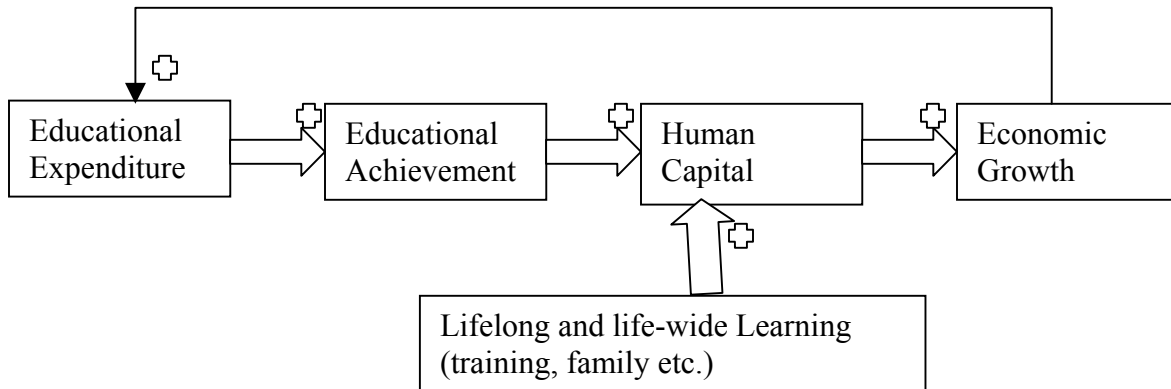 Educational
Expenditure
Educational
Achievement
Human
Capital
Economic
Growth
Lifelong and life-wide Learning
(training, family etc.)